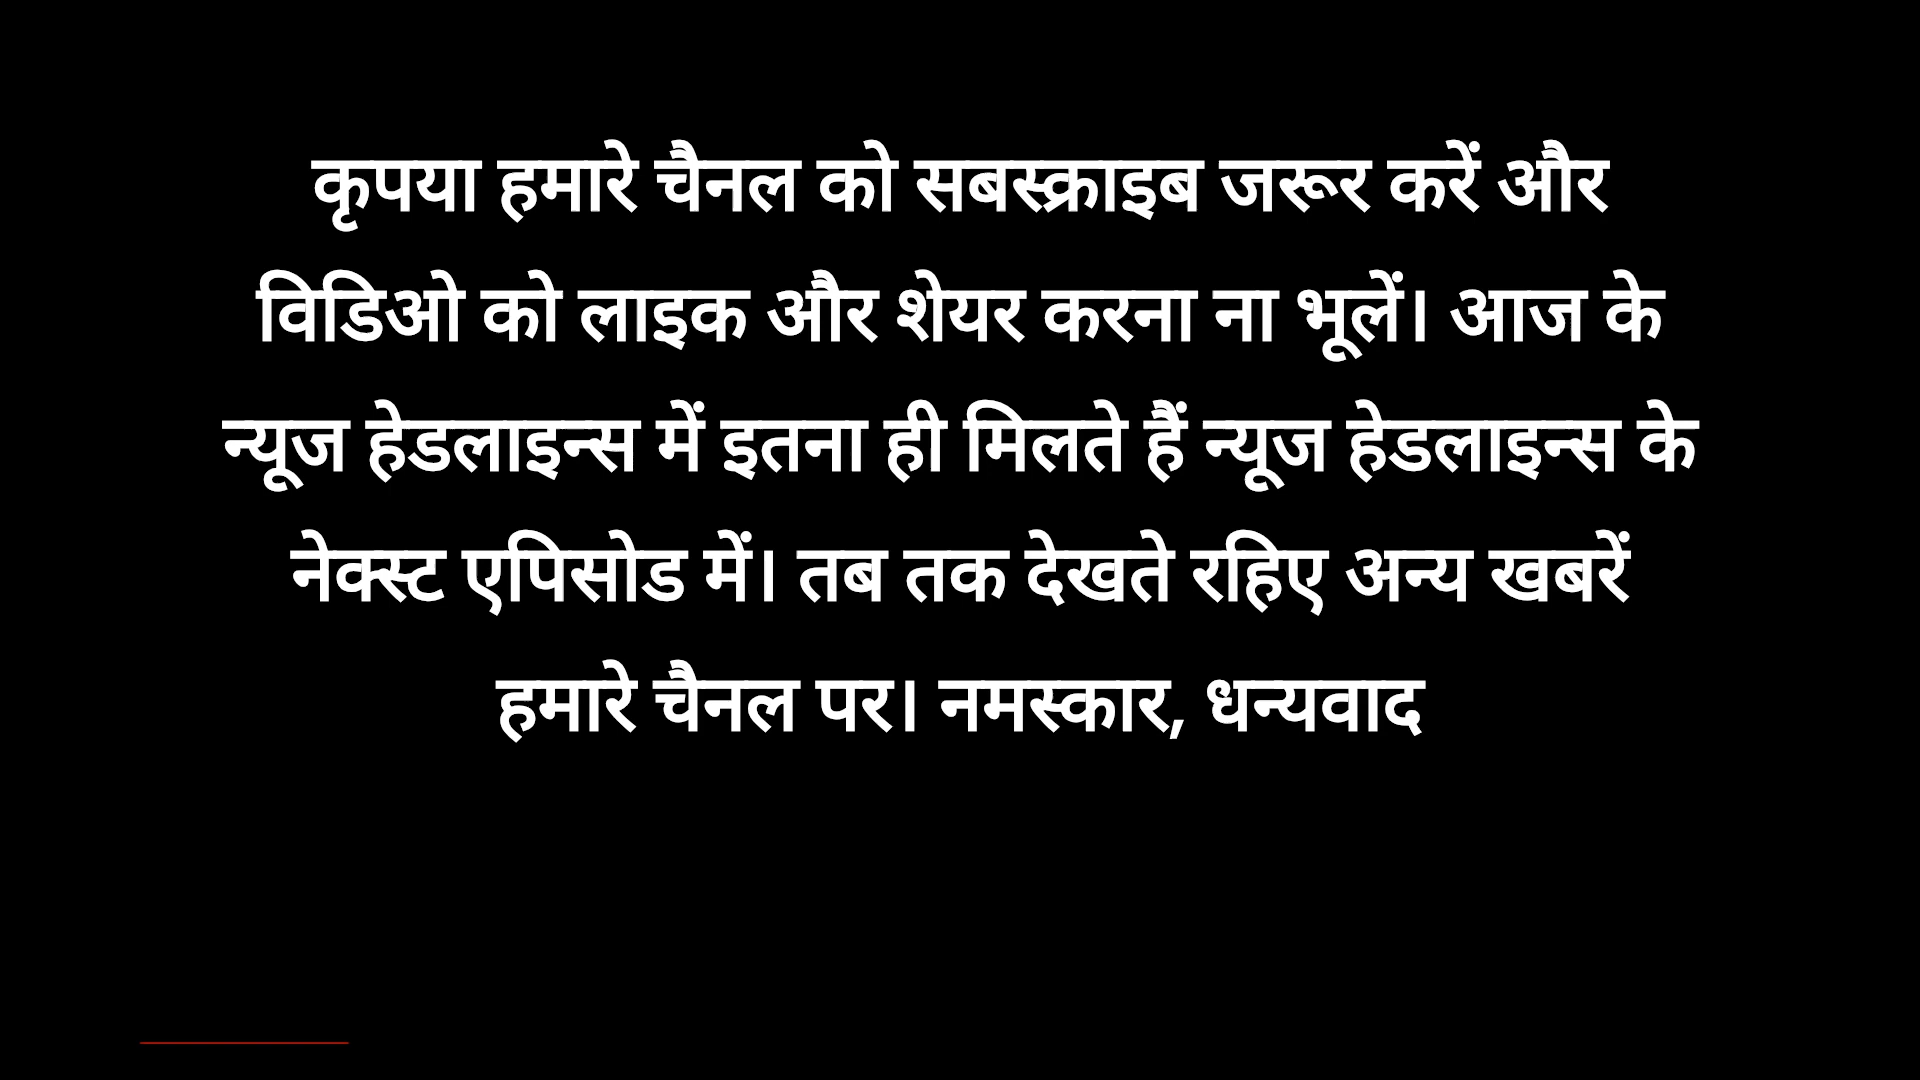 कृपया हमारे चैनल को सबस्क्राइब जरूर करें और
विडिओ को लाइक और शेयर करना ना भूलें। आज के
न्यूज हेडलाइन्स में इतना ही मिलते हैं न्यूज हेडलाइन्स के
नेक्स्ट एपिसोड में। तब तक देखते रहिए अन्य खबरें
हमारे चैनल पर। नमस्कार, धन्यवाद